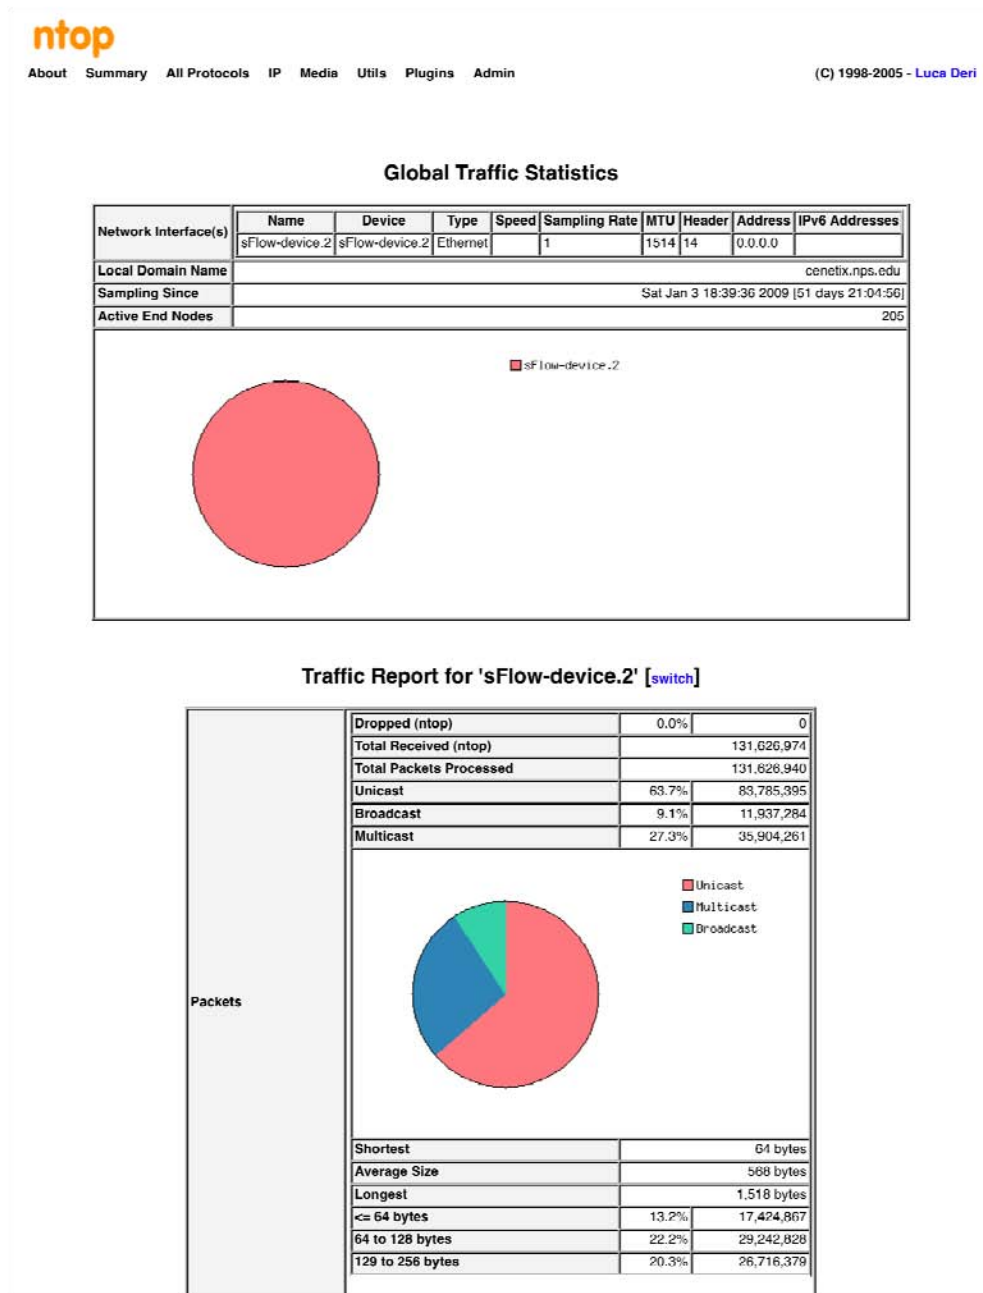 ntop
About Summary All Protocols IP Media Utils Plugins Admin (C) 1998-2005 - Luca Deri
Global Traffic Statistics
Network Interface(s)
Name Device Type Speed Sampling Rate MTU Header Address IPv6 Addresses
sFlow-device.2 sFlow-device.2 Ethernet 1 1514 14 0.0.0.0
Local Domain Name cenetix.nps.edu
Sampling Since Sat Jan 3 18:39:36 2009 [51 days 21:04:56]
Active End Nodes 205
sFlow-device.2
Traffic Report for 'sFlow-device.2' [switch]
Packets
Dropped (ntop) 0.0% 0
Total Received (ntop) 131,626,974
Total Packets Processed 131,626,940
Unicast 63.7% 83,785,395
Broadcast 9.1% 11,937,284
Multicast 27.3% 35,904,261
Unicast
Multicast
Broadcast
Shortest 64 bytes
Average Size 568 bytes
Longest 1,518 bytes
<= 64 bytes 13.2% 17,424,867
64 to 128 bytes 22.2% 29,242,828
129 to 256 bytes 20.3% 26,716,379